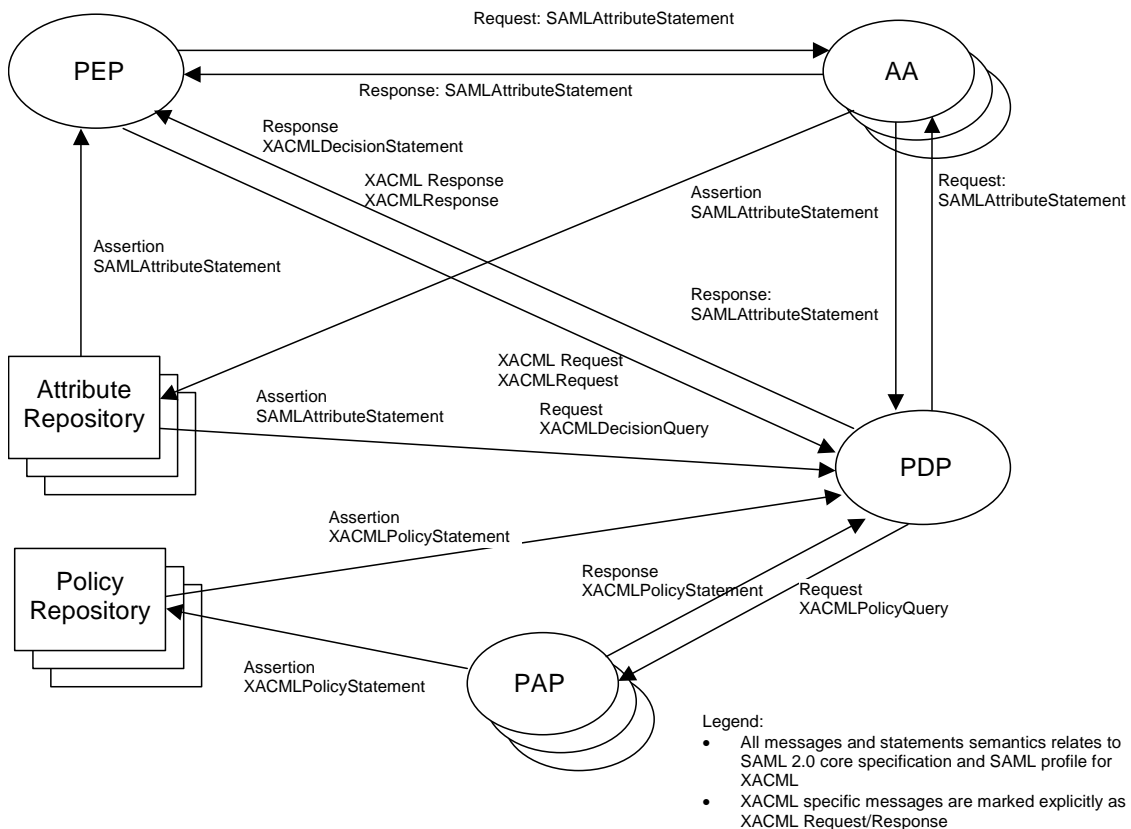 Request: SAMLAttributeStatement
PEP
AA
Response: SAMLAttributeStatement
Response
XACMLDecisionStatement
XACML Response
XACMLResponse
Assertion
SAMLAttributeStatement
Request:
SAMLAttributeStatement
Assertion
SAMLAttributeStatement
Response:
SAMLAttributeStatement
Attribute
Repository
XACML Request
XACMLRequest
Assertion
SAMLAttributeStatement
Request
XACMLDecisionQuery
PDP
Assertion
XACMLPolicyStatement
Policy
Repository
Response
XACMLPolicyStatement
Request
XACMLPolicyQuery
Assertion
XACMLPolicyStatement
PAP
Legend:
• All messages and statements semantics relates to
SAML 2.0 core specification and SAML profile for
XACML
• XACML specific messages are marked explicitly as
XACML Request/Response